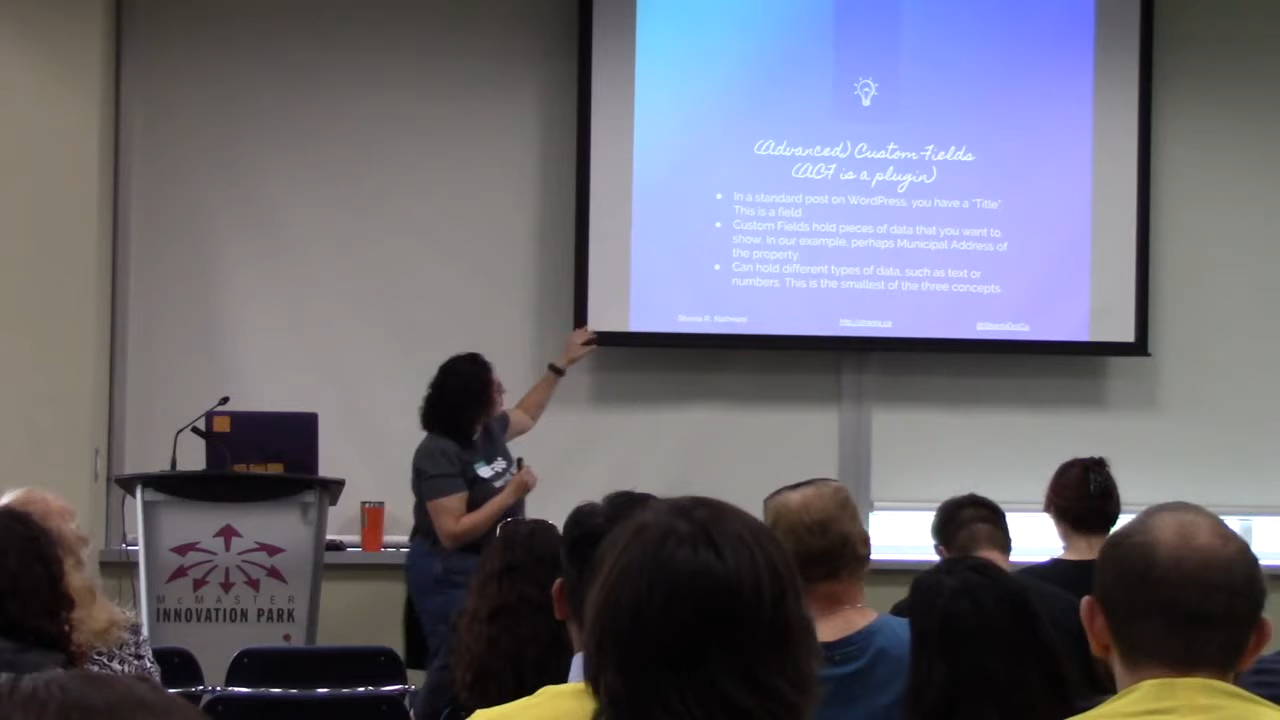 (Advanced) Custom Fields
(ACF is a plugin)
In a standard post on WordPress, you have a "Title".
This is a field.
Custom Fields hold pieces of data that you want to
show. In our example, perhaps Municipal Address of
the property.
Can hold different types of data, such as text or
numbers. This is the smallest of the three concepts.
McMASTER
INNOVATION PARK